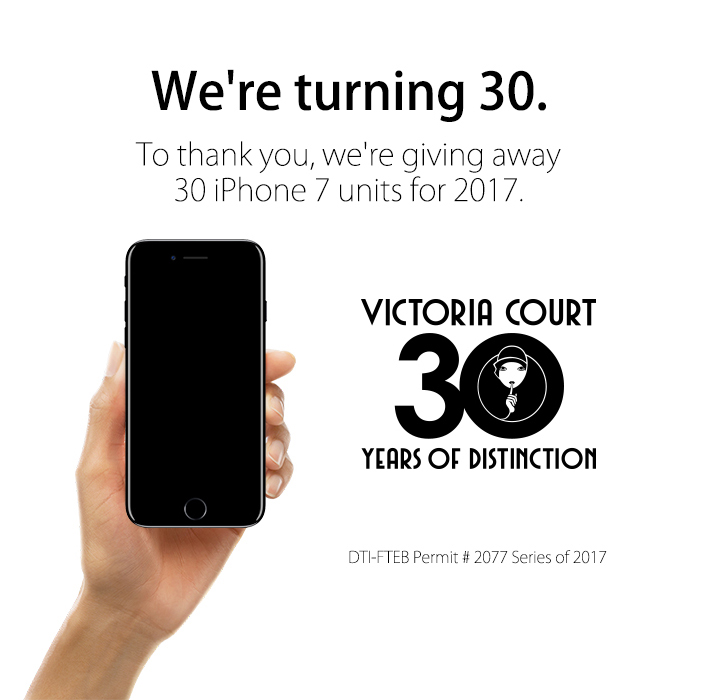 We're turning 30.
To thank you, we're giving away
30 iPhone 7 units for 2017.
VICTORIA COURT
30
YEARS OF DISTINCTION
DTI-FTEB Permit # 2077 Series of 2017